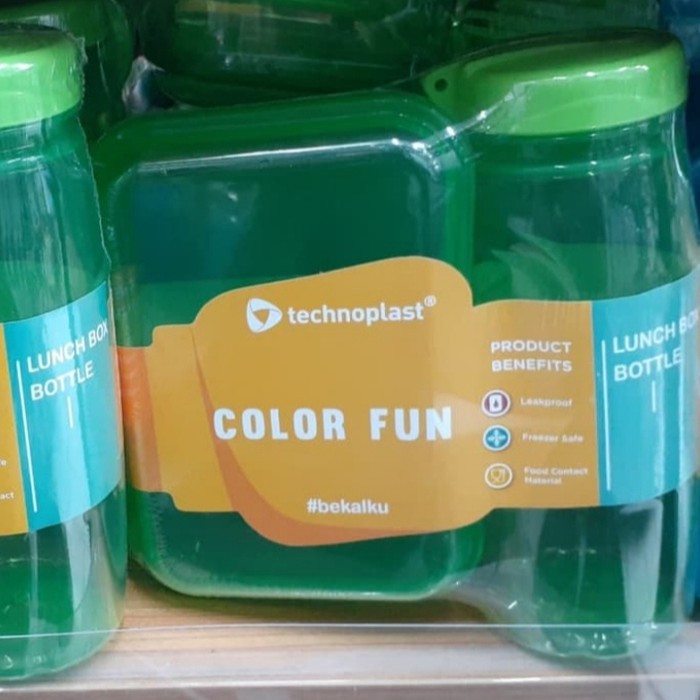 technoplast®
COLOR FUN
#bekalku
PRODUCT
BENEFITS
Leakproof
Freezer Safe
Food Contact
Material
LUNCH BOX
BOTTLE
LUNCH BOX
BOTTLE